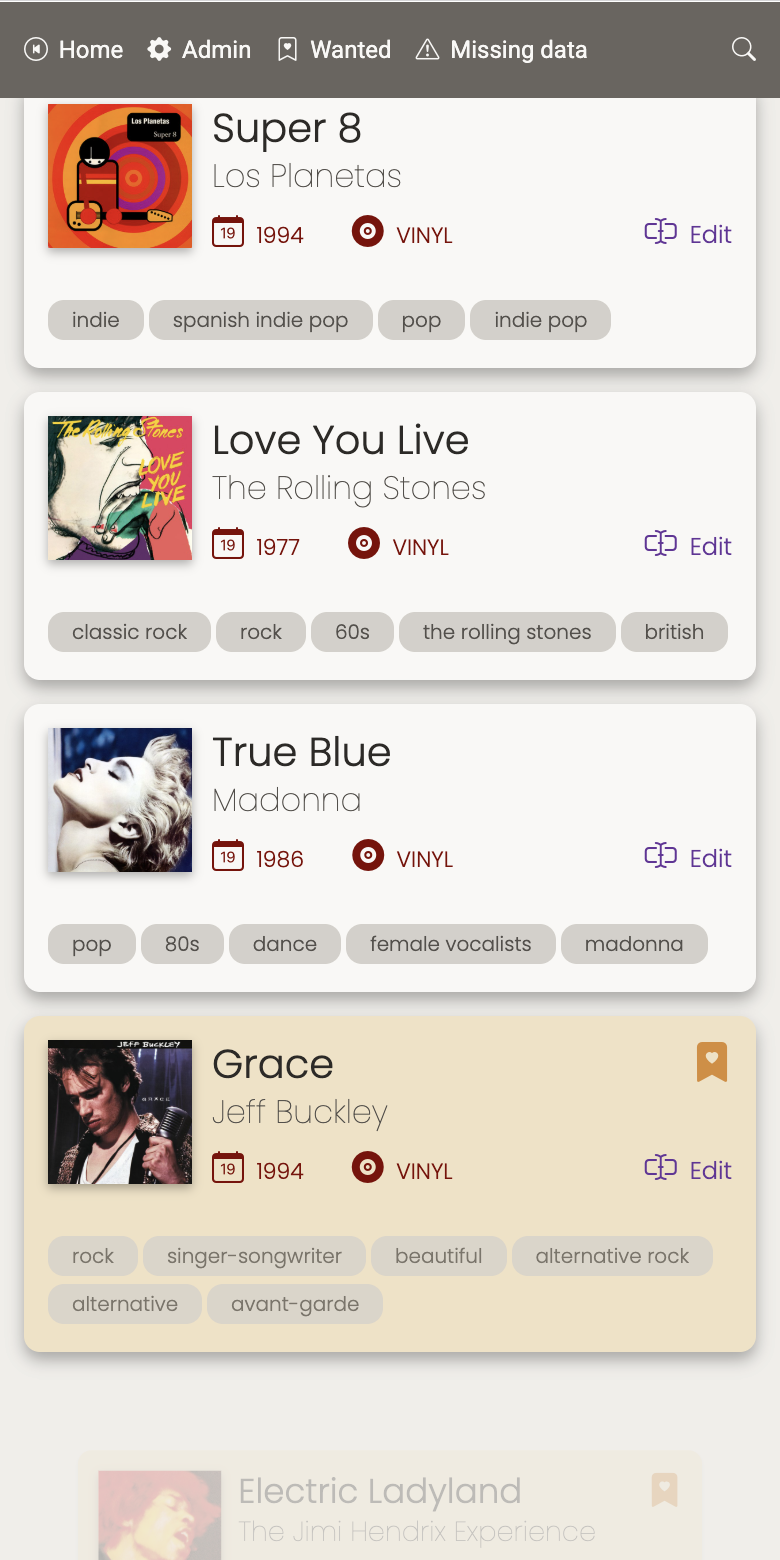 Home Admin Wanted Missing data
Los Planetas
Super 8
Super 8
Los Planetas
19 1994 VINYL Edit
indie spanish indie pop pop indie pop
The Rolling Stones
LOVE
YOU
LIVE
Love You Live
The Rolling Stones
19 1977 VINYL Edit
classic rock rock 60s the rolling stones british
True Blue
Madonna
19 1986 VINYL Edit
pop 80s dance female vocalists madonna
JEFF BUCKLEY
GRACE
Grace
Jeff Buckley
19 1994 VINYL Edit
rock singer-songwriter beautiful alternative rock
alternative avant-garde
Electric Ladyland
The Jimi Hendrix Experience